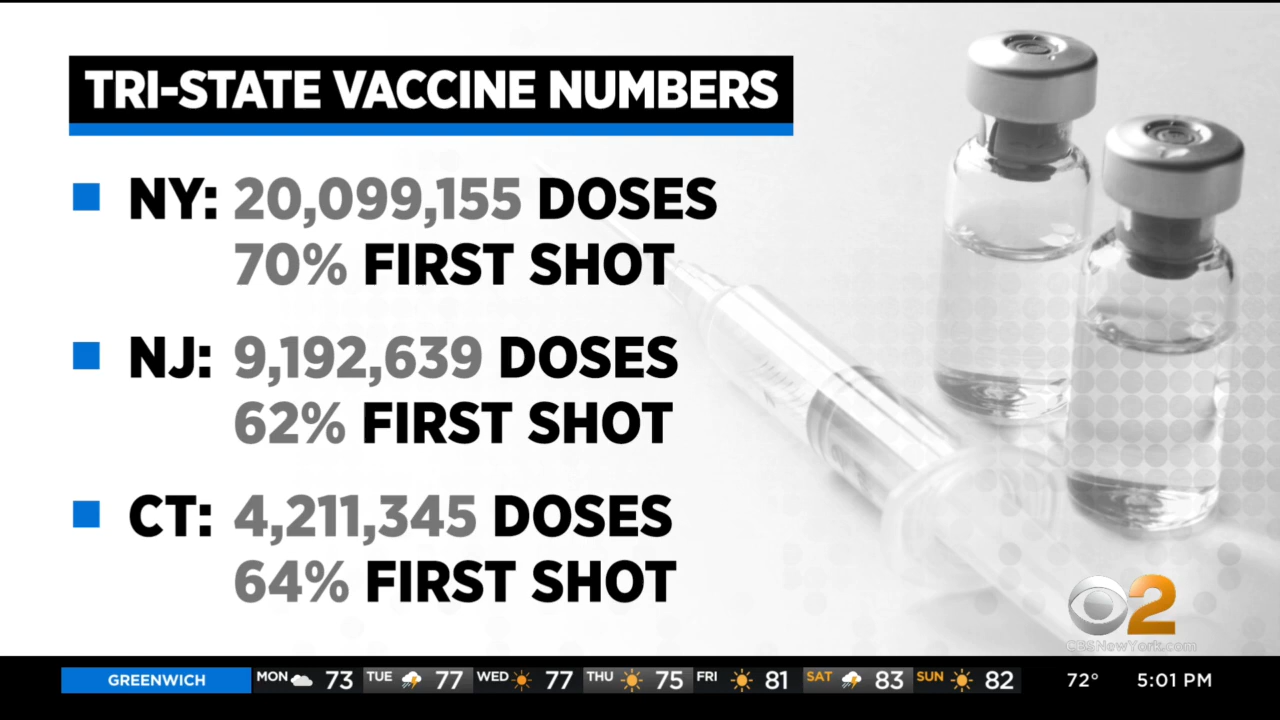 TRI-STATE VACCINE NUMBERS
NY: 20,099,155 DOSES
70% FIRST SHOT
NJ: 9,192,639 DOSES
62% FIRST SHOT
CT: 4,211,345 DOSES
64% FIRST SHOT
2
CBSNewYork.com
GREENWICH MON 73 TUE 77 WED 77 THU 75 FRI 81 SAT 83 SUN 82 72° 5:01 PM